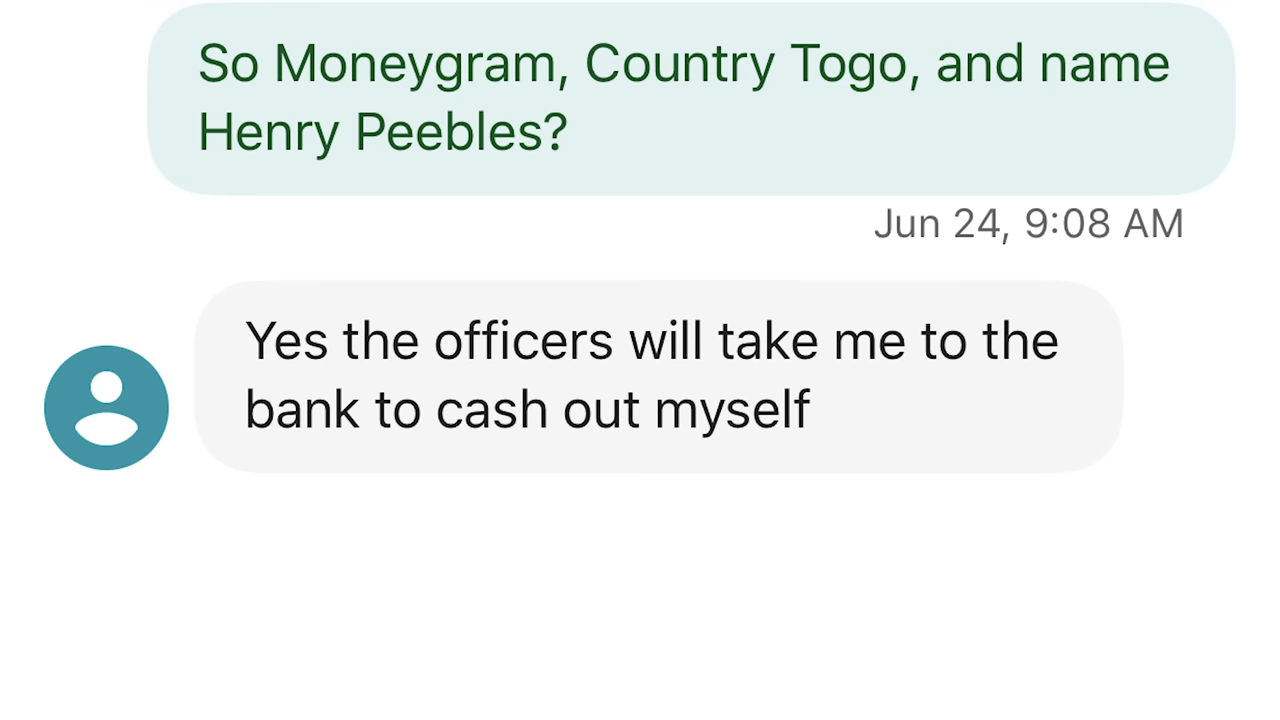 So Moneygram, Country Togo, and name
Henry Peebles?
Jun 24, 9:08 AM
Yes the officers will take me to the
bank to cash out myself